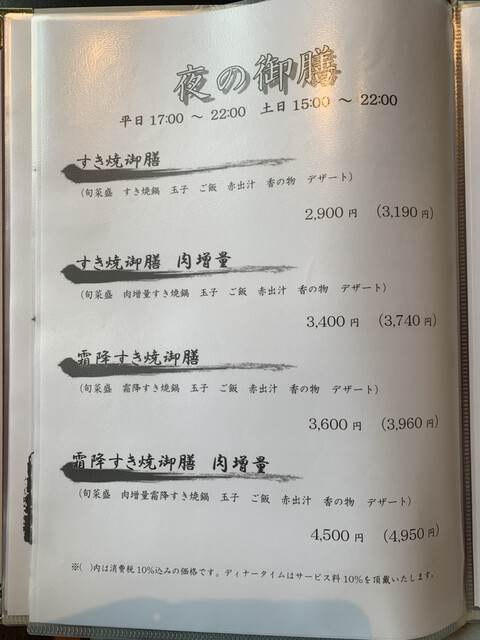 夜の御膳
平日17:00 ～ 22:00 土日15:00 ～ 22:00
すき焼御膳
(旬菜盛 すき焼鍋 玉子 ご飯 赤出汁 香の物 デザート)
2,900 円 (3,190 円)
すき焼御膳 肉増量
(旬菜盛 肉増量すき焼鍋 玉子 ご飯 赤出汁 香の物 デザート)
3,400 円 (3,740 円)
霜降すき焼御膳
(旬菜盛 霜降すき焼鍋 玉子 ご飯 赤出汁 香の物 デザート)
3,600 円 (3,960 円)
霜降すき焼御膳 肉増量
(旬菜盛 肉増量霜降すき焼鍋 玉子 ご飯 赤出汁 香の物 デザート)
4,500 円 (4,950 円)
※( )内は消費税10%込みの価格です。ディナータイムはサービス料10%を頂戴いたします。